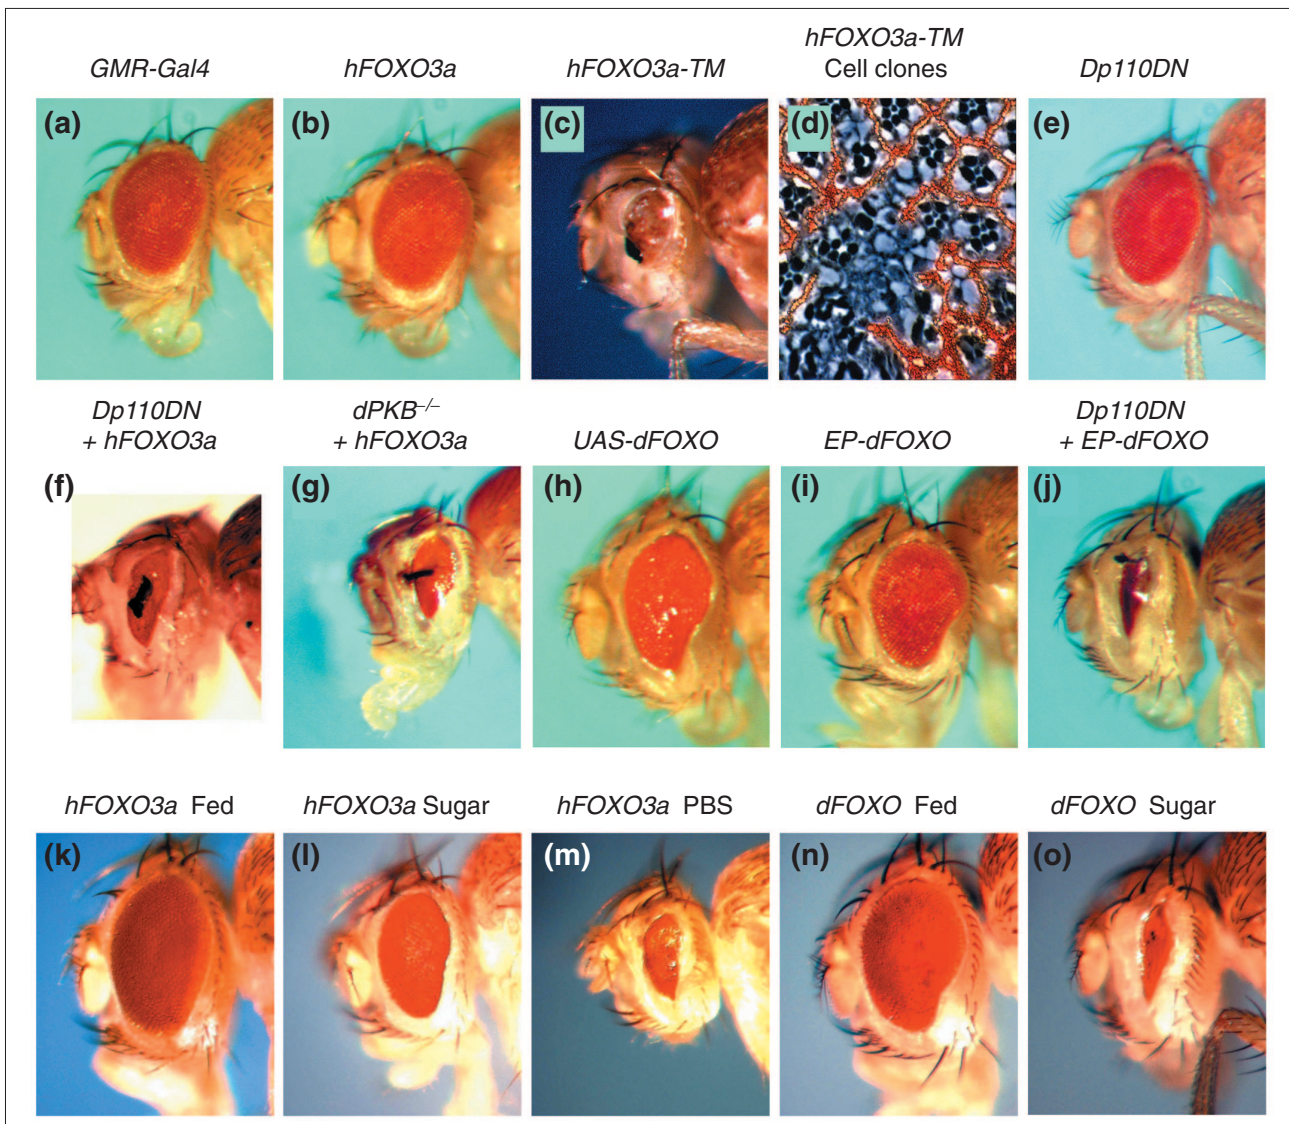 GMR-Gal4
hFOXO3a
hFOXO3a-TM
hFOXO3a-TM
Cell clones
Dp110DN
(a)
(b)
(c)
(d)
(e)
Dp110DN
+ hFOXO3a
dPKB–/–
+ hFOXO3a
UAS-dFOXO
EP-dFOXO
Dp110DN
+ EP-dFOXO
(f)
(g)
(h)
(i)
(j)
hFOXO3a Fed
hFOXO3a Sugar
hFOXO3a PBS
dFOXO Fed
dFOXO Sugar
(k)
(l)
(m)
(n)
(o)